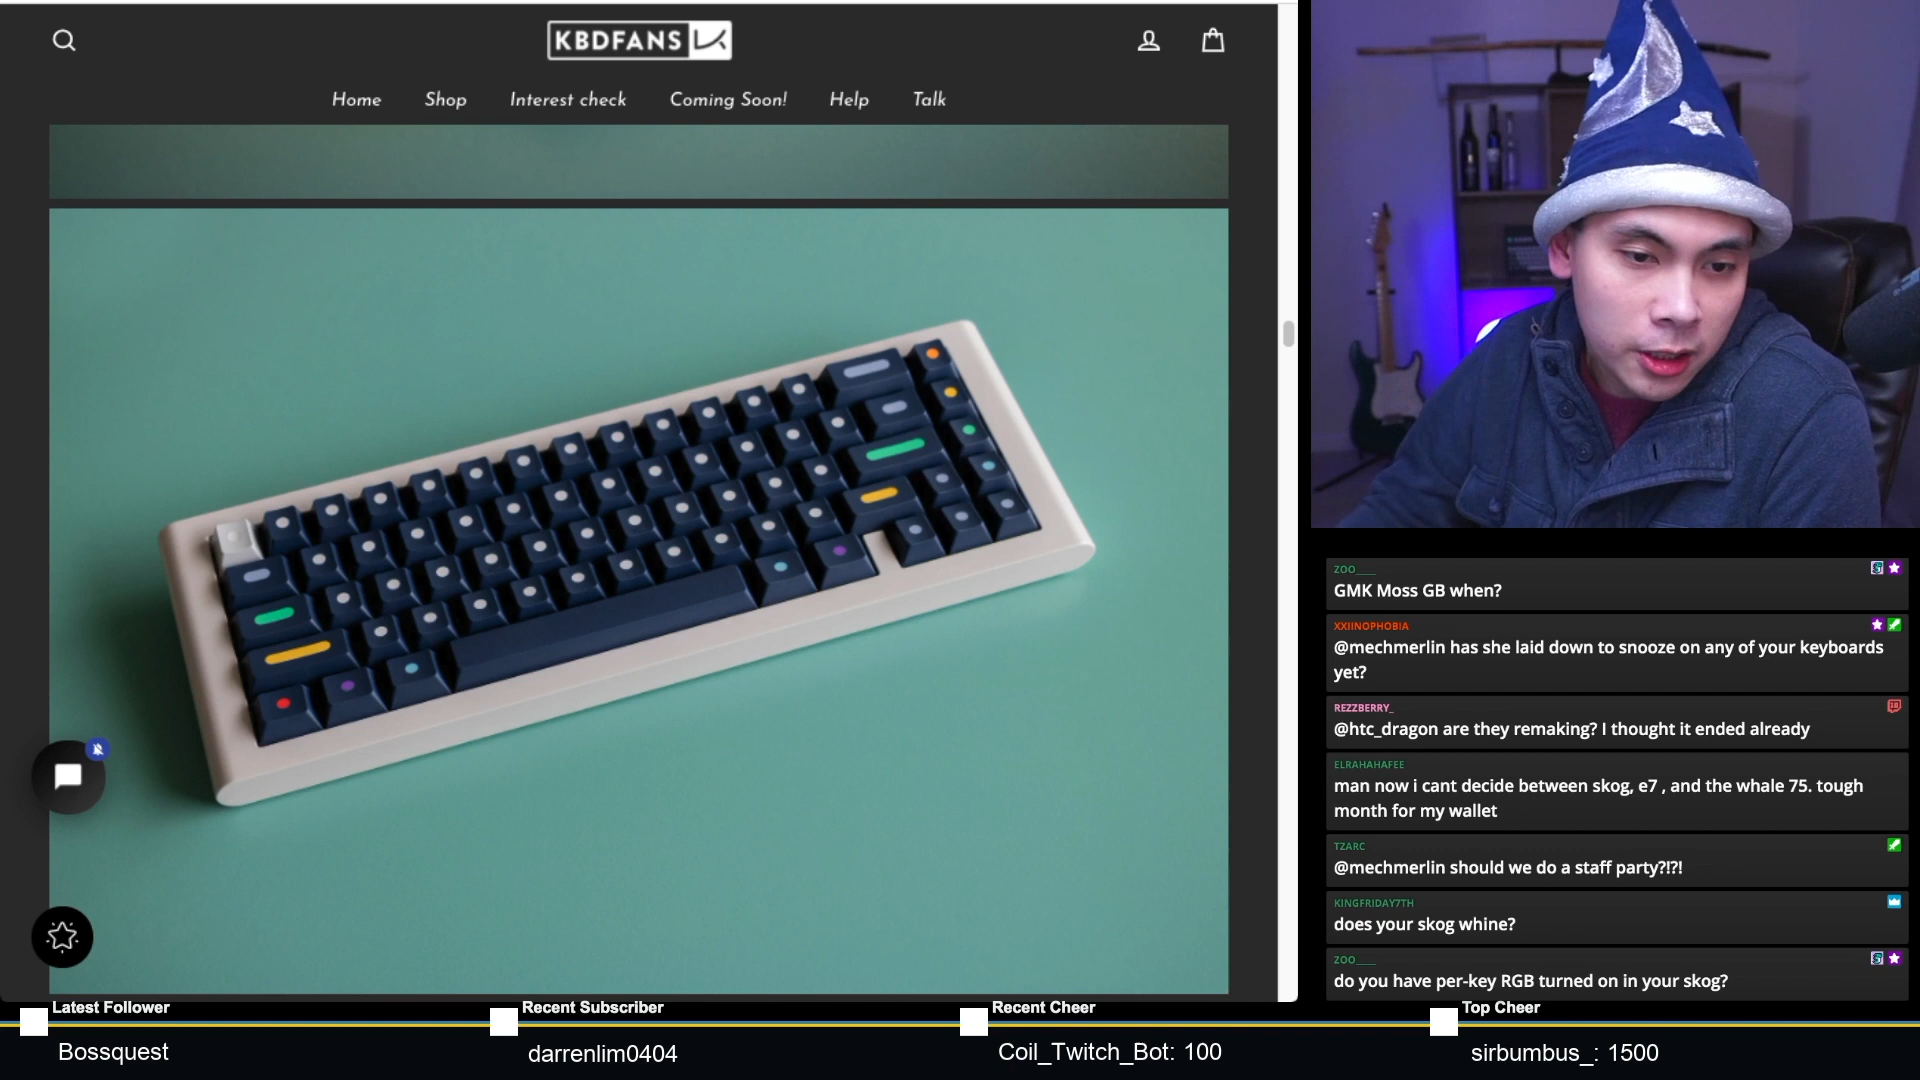 KBDFANS
Home Shop Interest check Coming Soon! Help Talk
ZOO____
GMK Moss GB when?
XXIINOPHOBIA
@mechmerlin has she laid down to snooze on any of your keyboards
yet?
REZZBERRY_
@htc_dragon are they remaking? I thought it ended already
ELRAHAHAFEE
man now i cant decide between skog, e7 , and the whale 75. tough
month for my wallet
TZARC
@mechmerlin should we do a staff party?!?!
KINGFRIDAY7TH
does your skog whine?
ZOO____
do you have per-key RGB turned on in your skog?
Latest Follower
Bossquest
Recent Subscriber
darrenlim0404
Recent Cheer
Coil_Twitch_Bot: 100
Top Cheer
sirbumbus_: 1500